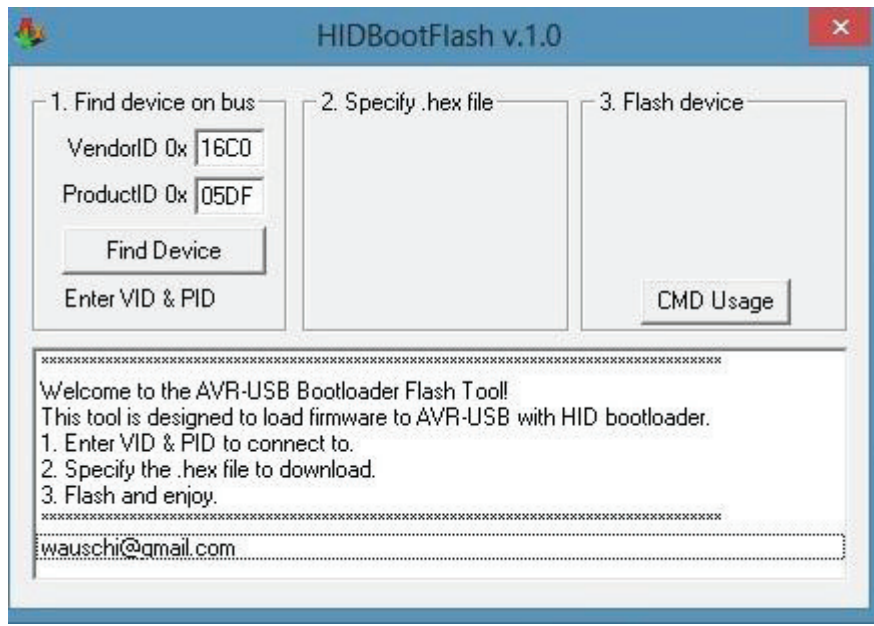 HIDBootFlash v.1.0
1. Find device on bus
VendorID 0x 16C0
ProductID 0x 05DF
Find Device
Enter VID & PID
2. Specify .hex file
3. Flash device
CMD Usage
××××××××××××××××××××××××××××××××××××××××××××××××××××××××××××××××××××××××××××××××××××
Welcome to the AVR-USB Bootloader Flash Tool!
This tool is designed to load firmware to AVR-USB with HID bootloader.
1. Enter VID & PID to connect to.
2. Specify the .hex file to download.
3. Flash and enjoy.
××××××××××××××××××××××××××××××××××××××××××××××××××××××××××××××××××××××××××××××××××××
wauschi@gmail.com